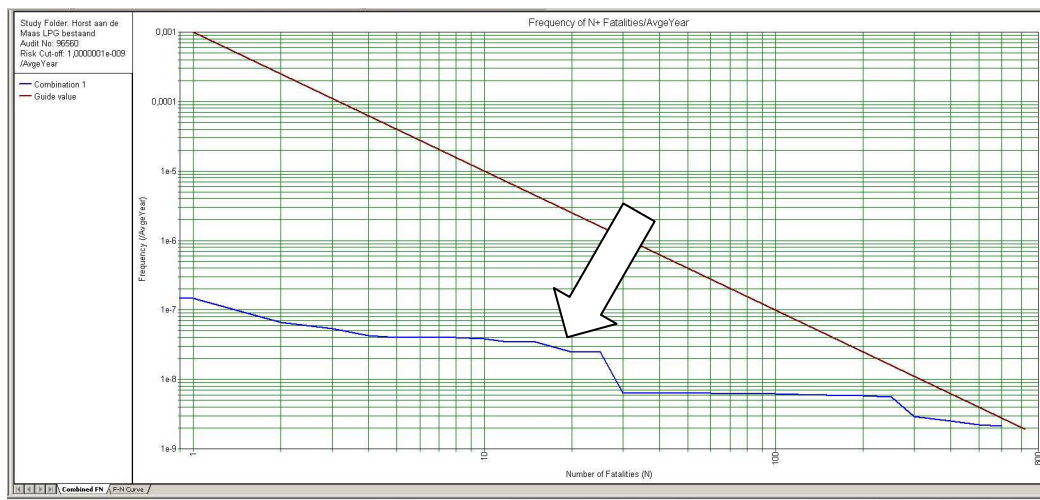 Study Folder: Horst aan de
Maas LPG bestaand
Audit No: 96560
Risk Cut-off: 1,0000001e-009
/AvgeYear
Combination 1
Guide value
Frequency of N+ Fatalities/AvgeYear
Frequency (/AvgeYear)
0,001
0,0001
1e-5
1e-6
1e-7
1e-8
1e-9
1
10
100
800
Number of Fatalities (N)
Combined FN
F-N Curve